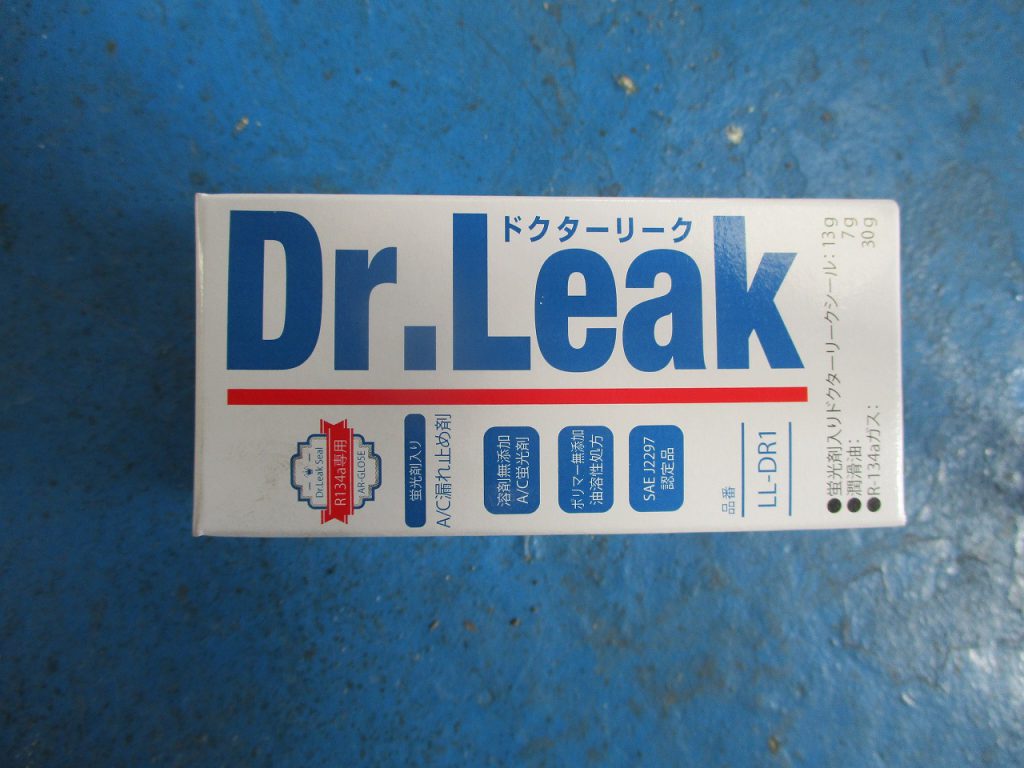 Dr.Leak
ドクターリーク
Dr.Leak Seal
R134a専用
AR-GLOSE
蛍光剤入り
A/C漏れ止め剤
溶剤無添加
A/C蛍光剤
ポリマー無添加
油溶性処方
SAE J2297
認定品
品番
LL-DR1
●蛍光剤入りドクターリークシール：13g
●潤滑油： 7g
●R-134aガス： 30g